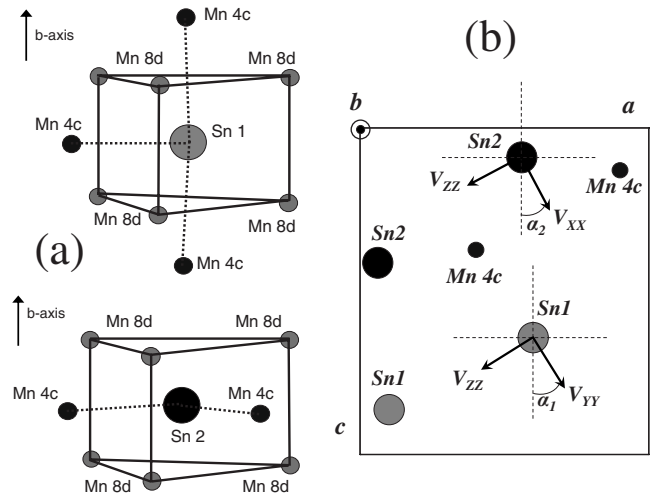 Mn 4c
b-axis
Mn 8d
Mn 8d
Mn 4c
Sn 1
Mn 8d
Mn 8d
Mn 4c
(a)
b-axis
Mn 8d
Mn 8d
Mn 4c
Mn 4c
Sn 2
Mn 8d
Mn 8d
(b)
b
a
Sn2
V_ZZ
Mn 4c
α_2
V_XX
Sn2
Mn 4c
Sn1
V_ZZ
Sn1
α_1
V_YY
c